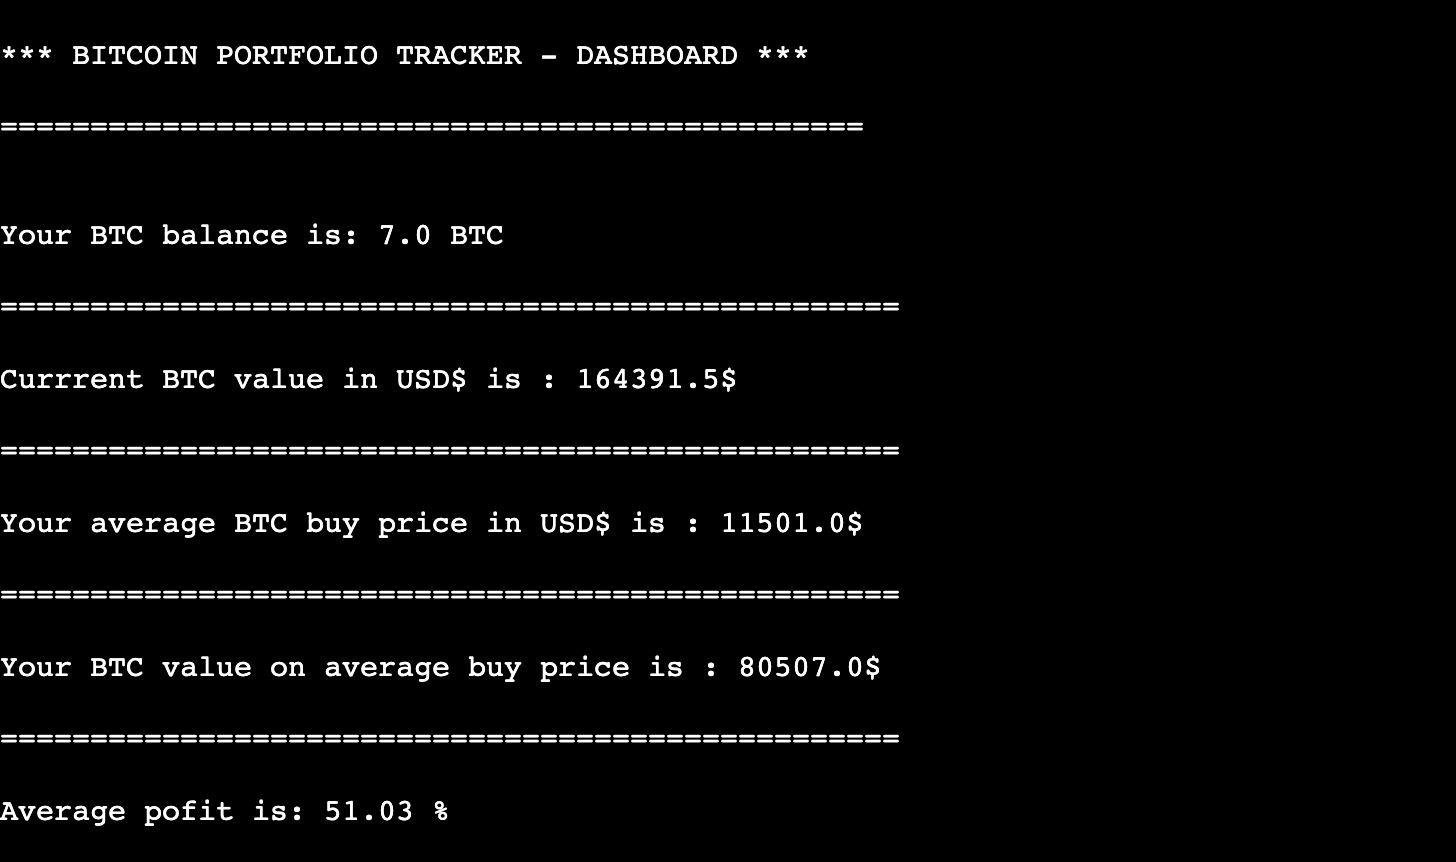 *** BITCOIN PORTFOLIO TRACKER – DASHBOARD ***
================================================
Your BTC balance is: 7.0 BTC
==================================================
Currrent BTC value in USD$ is : 164391.5$
==================================================
Your average BTC buy price in USD$ is : 11501.0$
==================================================
Your BTC value on average buy price is : 80507.0$
==================================================
Average pofit is: 51.03 %